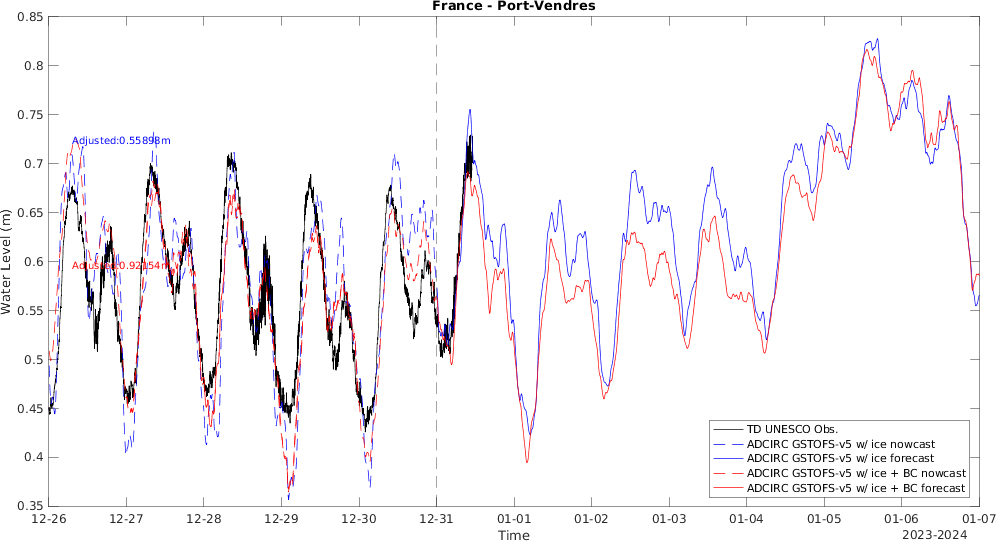 France - Port-Vendres
0.85
0.8
0.75
0.7
0.65
0.6
0.55
0.5
0.45
0.4
0.35
Water Level (m)
Adjusted:0.55898m
Adjusted:0.92154m
TD UNESCO Obs.
ADCIRC GSTOFS-v5 w/ ice nowcast
ADCIRC GSTOFS-v5 w/ ice forecast
ADCIRC GSTOFS-v5 w/ ice + BC nowcast
ADCIRC GSTOFS-v5 w/ ice + BC forecast
12-26 12-27 12-28 12-29 12-30 12-31 01-01 01-02 01-03 01-04 01-05 01-06 01-07
Time
2023-2024